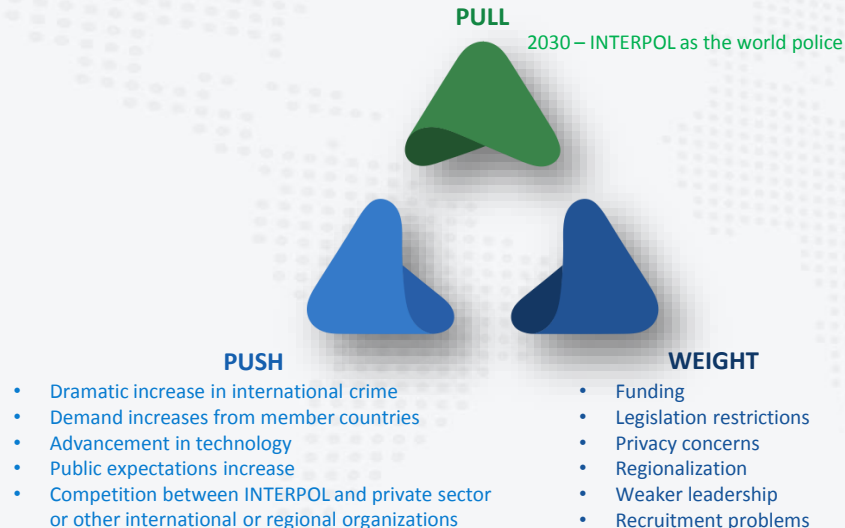 PULL
2030 – INTERPOL as the world police
PUSH
• Dramatic increase in international crime
• Demand increases from member countries
• Advancement in technology
• Public expectations increase
• Competition between INTERPOL and private sector
or other international or regional organizations
WEIGHT
• Funding
• Legislation restrictions
• Privacy concerns
• Regionalization
• Weaker leadership
• Recruitment problems